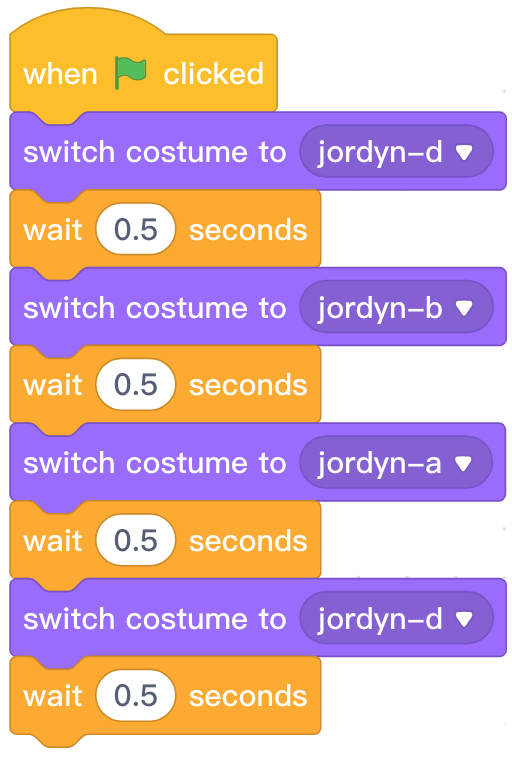 when clicked
switch costume to jordyn-d
wait 0.5 seconds
switch costume to jordyn-b
wait 0.5 seconds
switch costume to jordyn-a
wait 0.5 seconds
switch costume to jordyn-d
wait 0.5 seconds